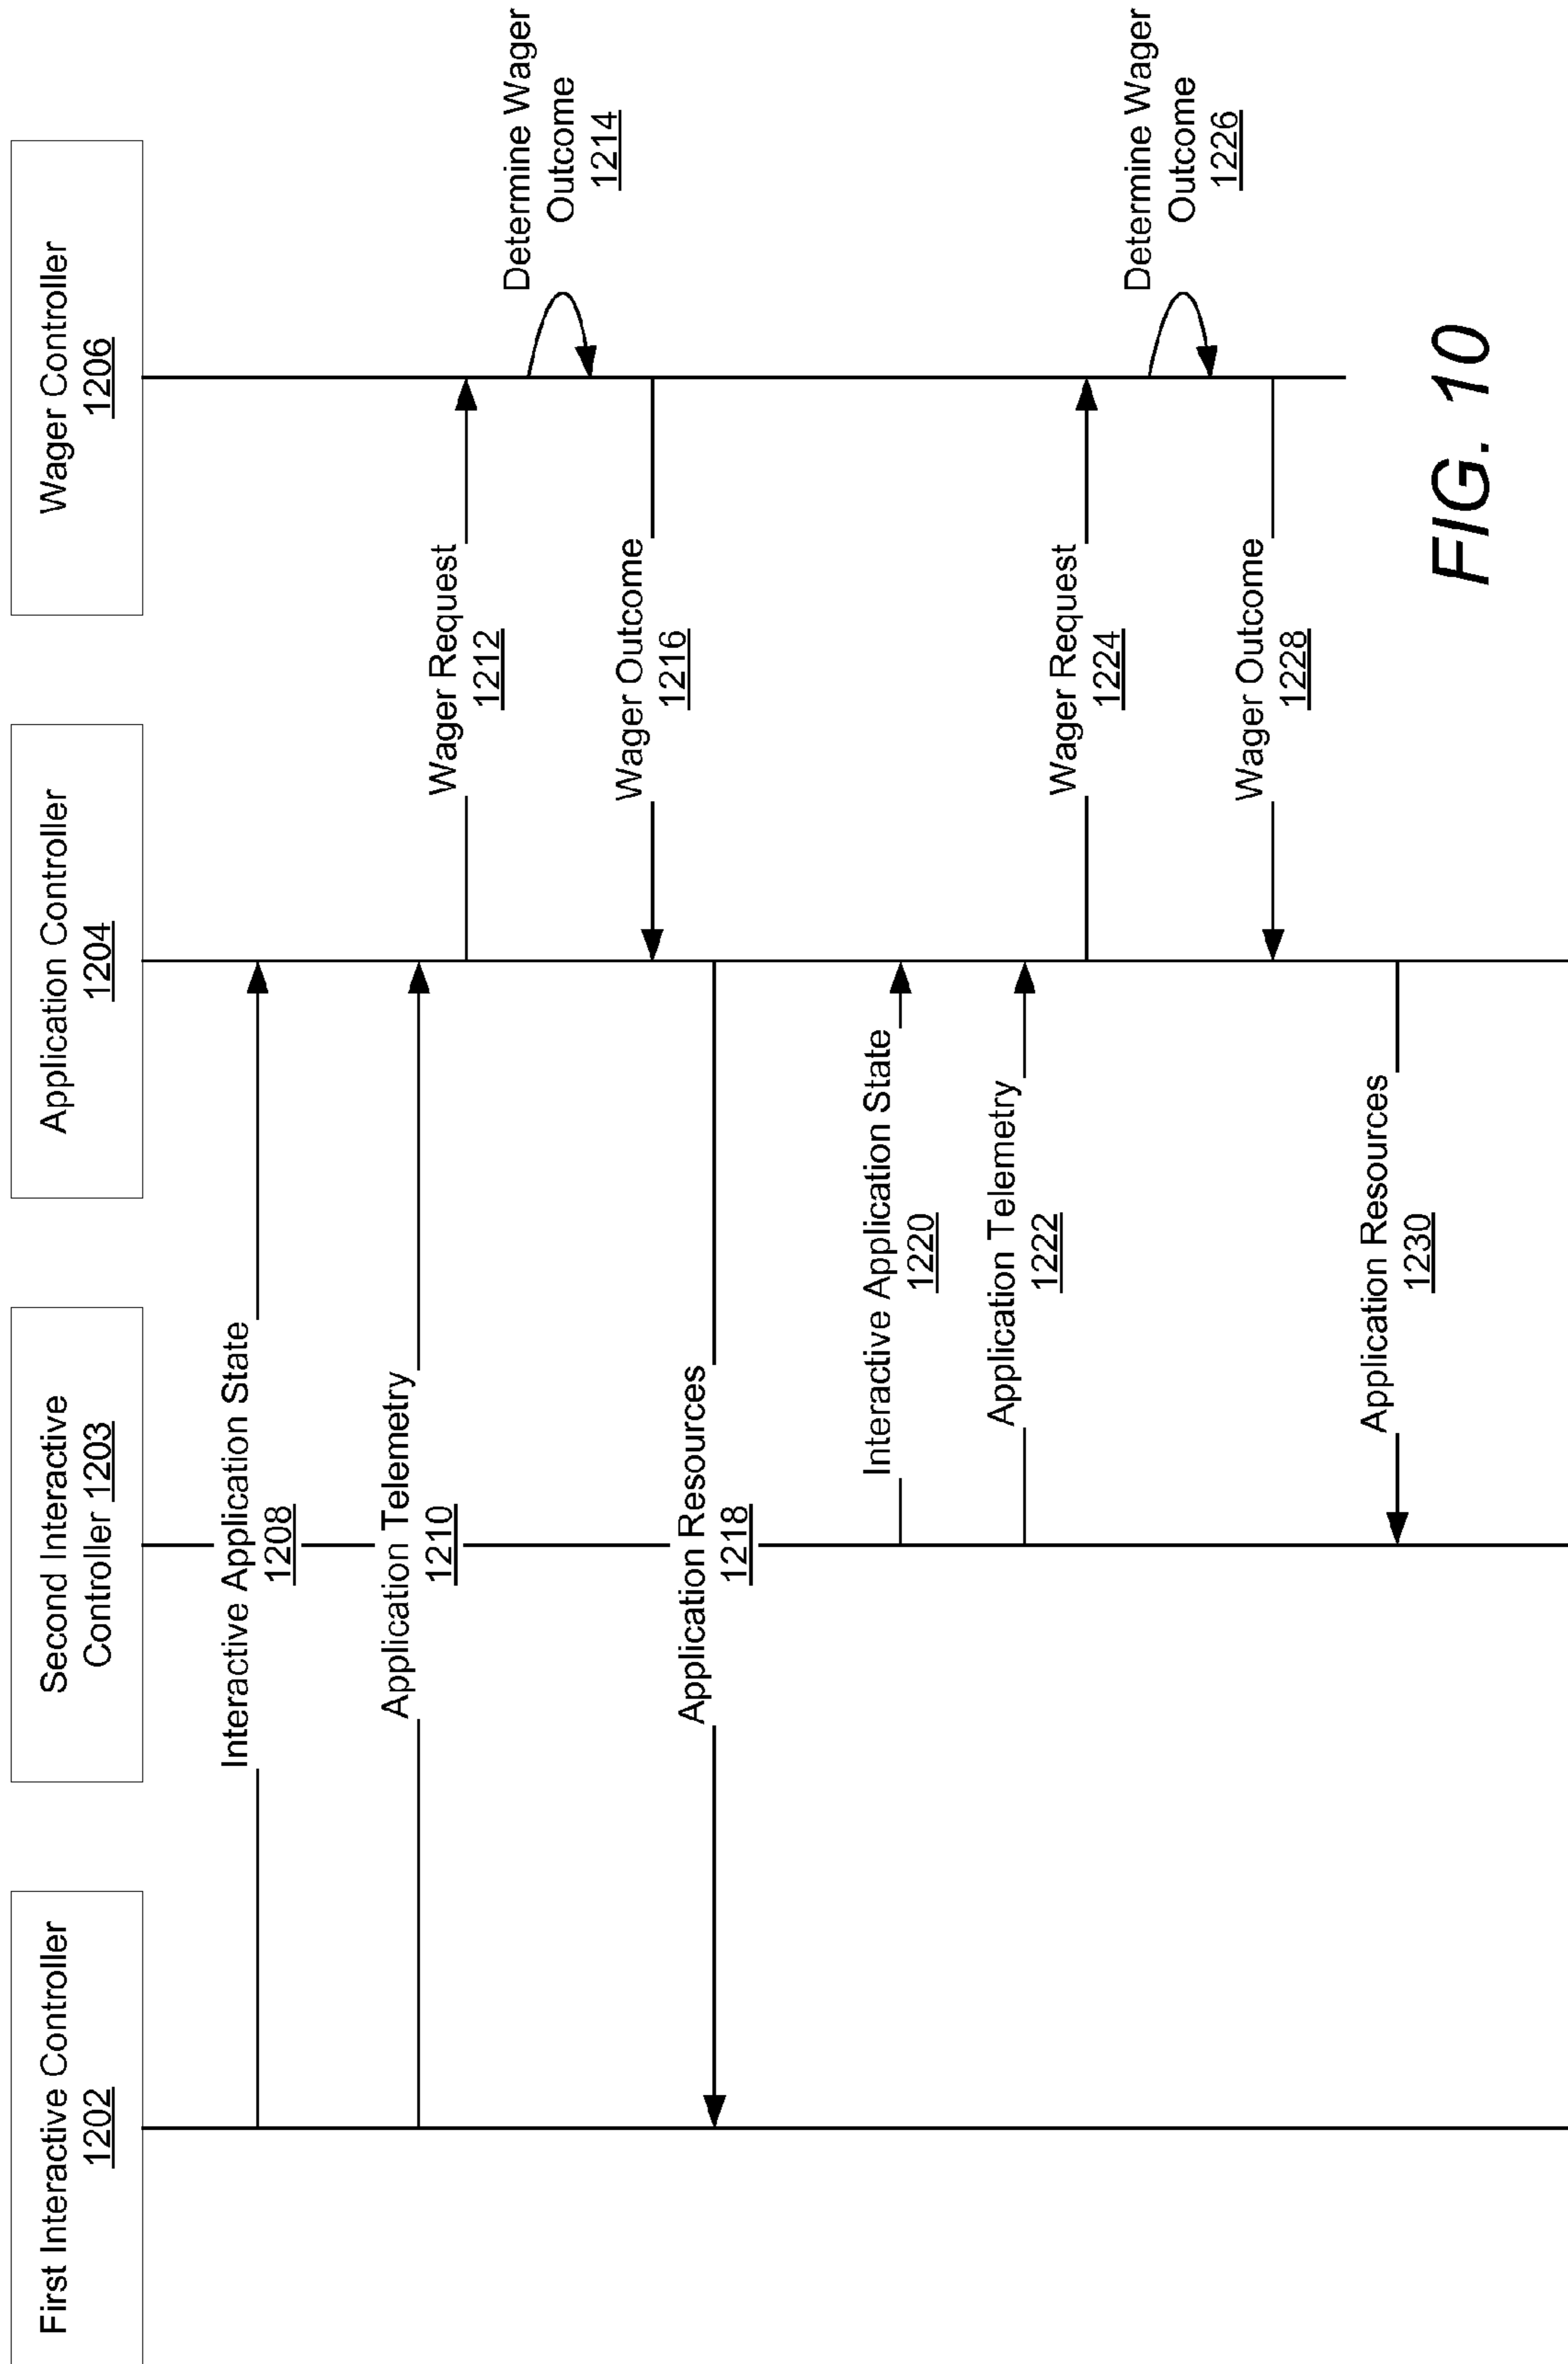 First Interactive Controller
1202
Second Interactive
Controller 1203
Application Controller
1204
Wager Controller
1206
Interactive Application State
1208
Application Telemetry
1210
Wager Request
1212
Determine Wager
Outcome
1214
Wager Outcome
1216
Application Resources
1218
Interactive Application State
1220
Application Telemetry
1222
Wager Request
1224
Determine Wager
Outcome
1226
Wager Outcome
1228
Application Resources
1230
FIG. 10